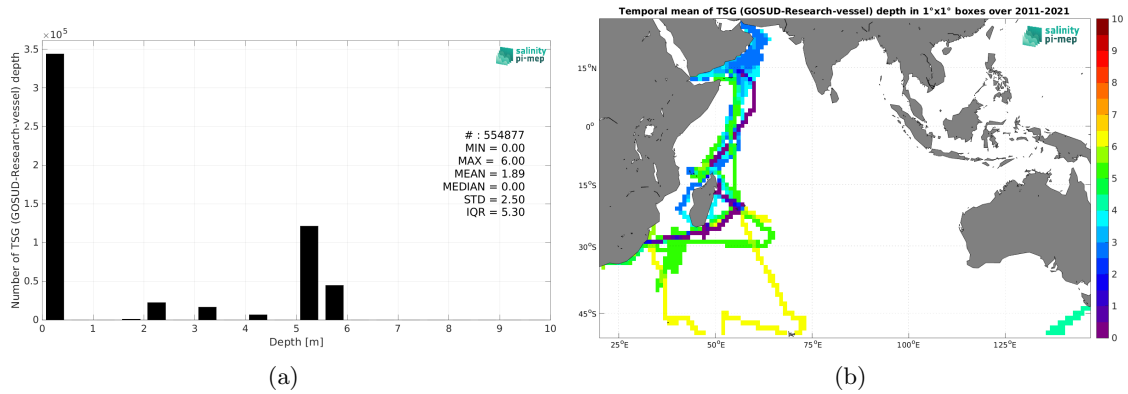 Number of TSG (GOSUD-Research-vessel) depth
3.5
3
2.5
2
1.5
1
0.5
0
×10⁵
salinity
pi-mep
# : 554877
MIN = 0.00
MAX = 6.00
MEAN = 1.89
MEDIAN = 0.00
STD = 2.50
IQR = 5.30
0 1 2 3 4 5 6 7 8 9 10
Depth [m]
(a)
Temporal mean of TSG (GOSUD-Research-vessel) depth in 1°x1° boxes over 2011-2021
salinity
pi-mep
15°N
0°
15°S
30°S
45°S
25°E 50°E 75°E 100°E 125°E
10
9
8
7
6
5
4
3
2
1
0
(b)